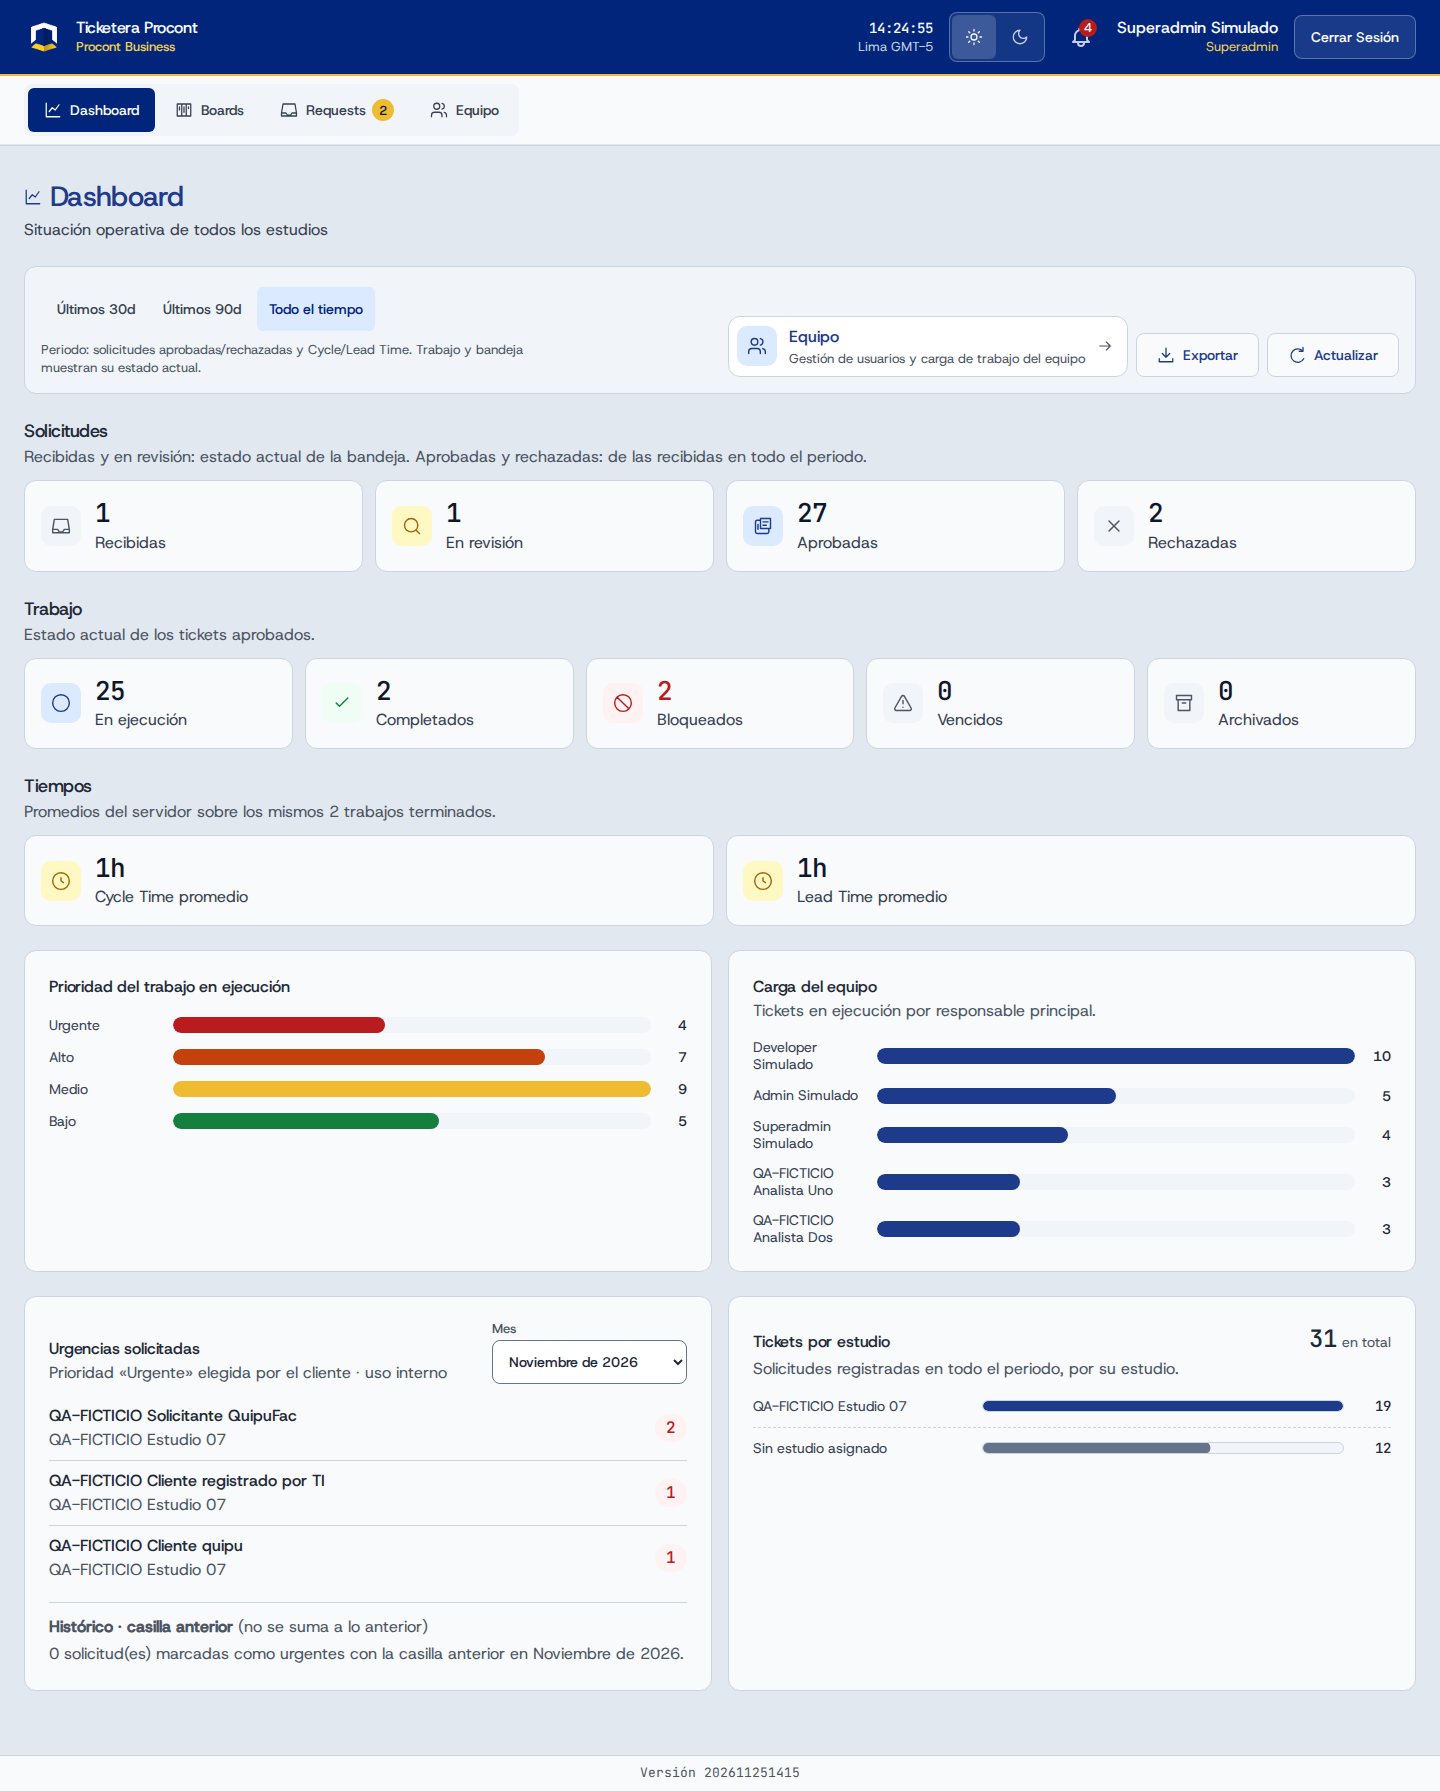 Ticketera Procont
Procont Business
14:24:55
Lima GMT-5
4
Superadmin Simulado
Superadmin
Cerrar Sesión
Dashboard
Boards
Requests 2
Equipo
Dashboard
Situación operativa de todos los estudios
Últimos 30d
Últimos 90d
Todo el tiempo
Periodo: solicitudes aprobadas/rechazadas y Cycle/Lead Time. Trabajo y bandeja
muestran su estado actual.
Equipo
Gestión de usuarios y carga de trabajo del equipo
Exportar
Actualizar
Solicitudes
Recibidas y en revisión: estado actual de la bandeja. Aprobadas y rechazadas: de las recibidas en todo el periodo.
1
Recibidas
1
En revisión
27
Aprobadas
2
Rechazadas
Trabajo
Estado actual de los tickets aprobados.
25
En ejecución
2
Completados
2
Bloqueados
0
Vencidos
0
Archivados
Tiempos
Promedios del servidor sobre los mismos 2 trabajos terminados.
1h
Cycle Time promedio
1h
Lead Time promedio
Prioridad del trabajo en ejecución
Urgente 4
Alto 7
Medio 9
Bajo 5
Carga del equipo
Tickets en ejecución por responsable principal.
Developer
Simulado 10
Admin Simulado 5
Superadmin
Simulado 4
QA-FICTICIO
Analista Uno 3
QA-FICTICIO
Analista Dos 3
Urgencias solicitadas
Prioridad «Urgente» elegida por el cliente · uso interno
Mes
Noviembre de 2026
QA-FICTICIO Solicitante QuipuFac
QA-FICTICIO Estudio 07
2
QA-FICTICIO Cliente registrado por TI
QA-FICTICIO Estudio 07
1
QA-FICTICIO Cliente quipu
QA-FICTICIO Estudio 07
1
Histórico · casilla anterior (no se suma a lo anterior)
0 solicitud(es) marcadas como urgentes con la casilla anterior en Noviembre de 2026.
Tickets por estudio
31 en total
Solicitudes registradas en todo el periodo, por su estudio.
QA-FICTICIO Estudio 07 19
Sin estudio asignado 12
Versión 202611251415